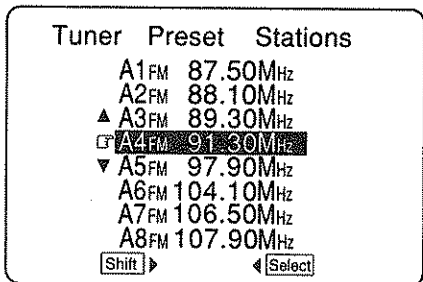 Tuner Preset Stations
A1FM 87.50MHz
A2FM 88.10MHz
A3FM 89.30MHz
A4FM 91.30MHz
A5FM 97.90MHz
A6FM 104.10MHz
A7FM 106.50MHz
A8FM 107.90MHz
Shift Select